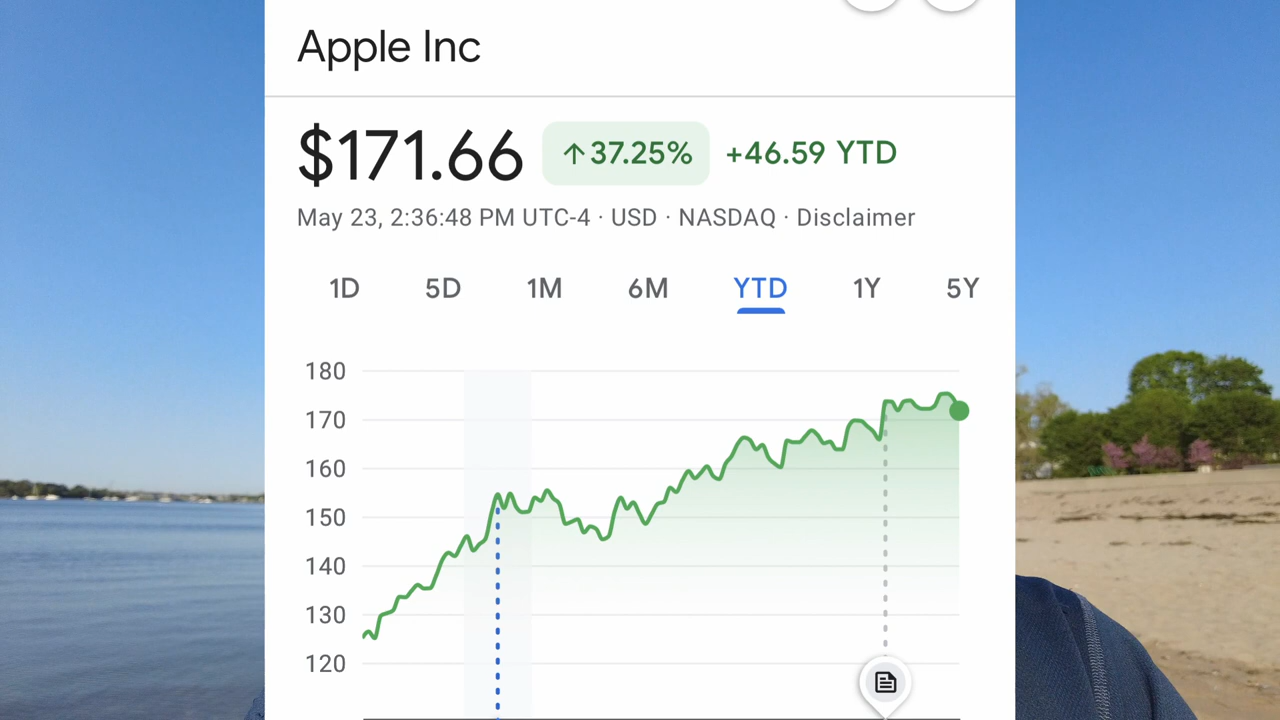 Apple Inc
$171.66 ↑37.25% +46.59 YTD
May 23, 2:36:48 PM UTC-4 · USD · NASDAQ · Disclaimer
1D 5D 1M 6M YTD 1Y 5Y
180
170
160
150
140
130
120